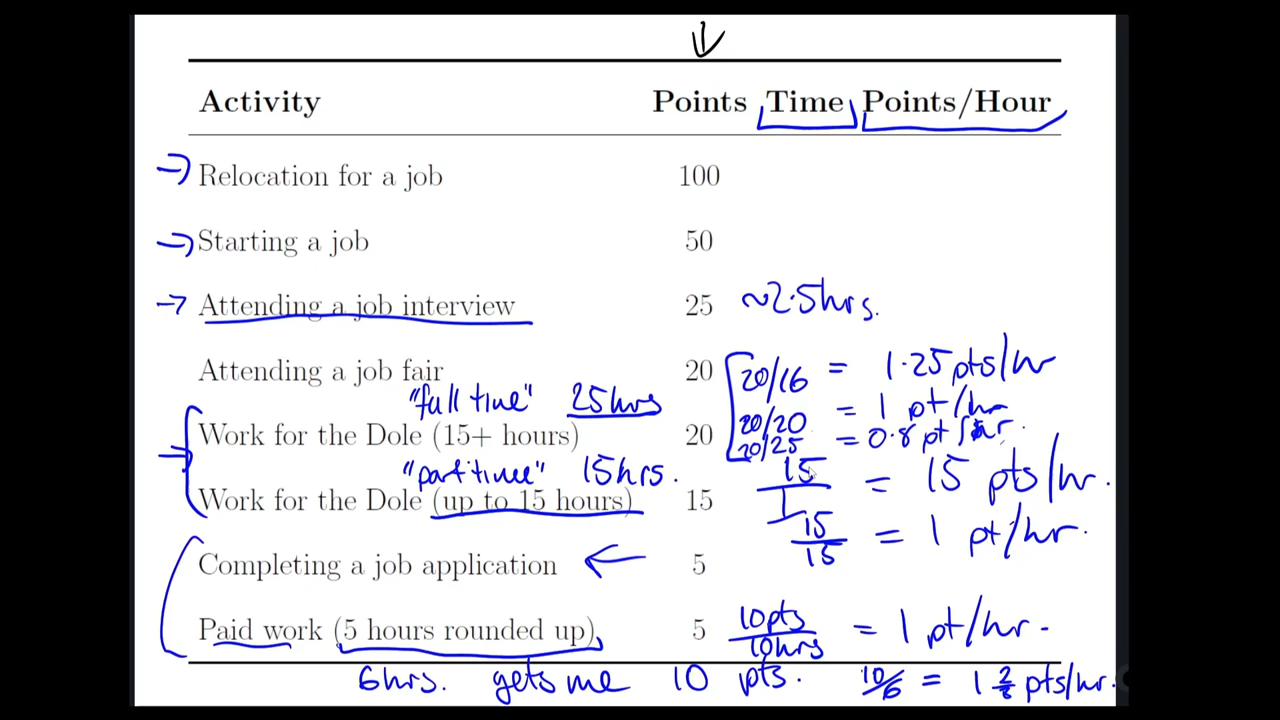 Activity Points Time Points/Hour
Relocation for a job 100
Starting a job 50
Attending a job interview 25 ~2.5hrs.
Attending a job fair 20 20/16 = 1.25 pts/hr
"full time" 25hrs
20/20 = 1 pt/hr
Work for the Dole (15+ hours) 20 20/25 = 0.8 pt/hr.
"part time" 15hrs. 15/1 = 15 pts/hr.
Work for the Dole (up to 15 hours) 15 15/15 = 1 pt/hr.
Completing a job application 5
Paid work (5 hours rounded up) 5 10pts/10hrs = 1 pt/hr.
6hrs. gets me 10 pts. 10/6 = 1 pts/hr.